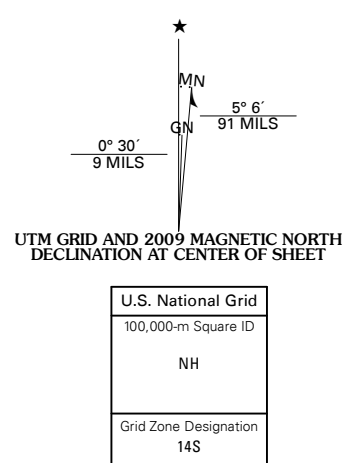 ★
MN
5° 6´
91 MILS
GN
0° 30´
9 MILS
UTM GRID AND 2009 MAGNETIC NORTH
DECLINATION AT CENTER OF SHEET
U.S. National Grid
100,000-m Square ID
NH
Grid Zone Designation
14S